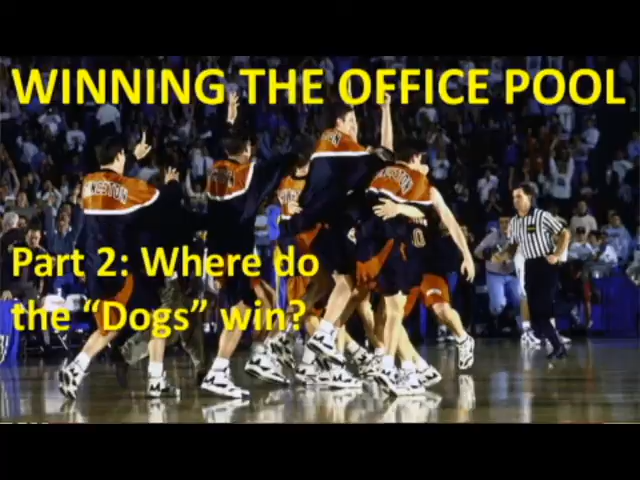 WINNING THE OFFICE POOL
Part 2: Where do
the “Dogs” win?